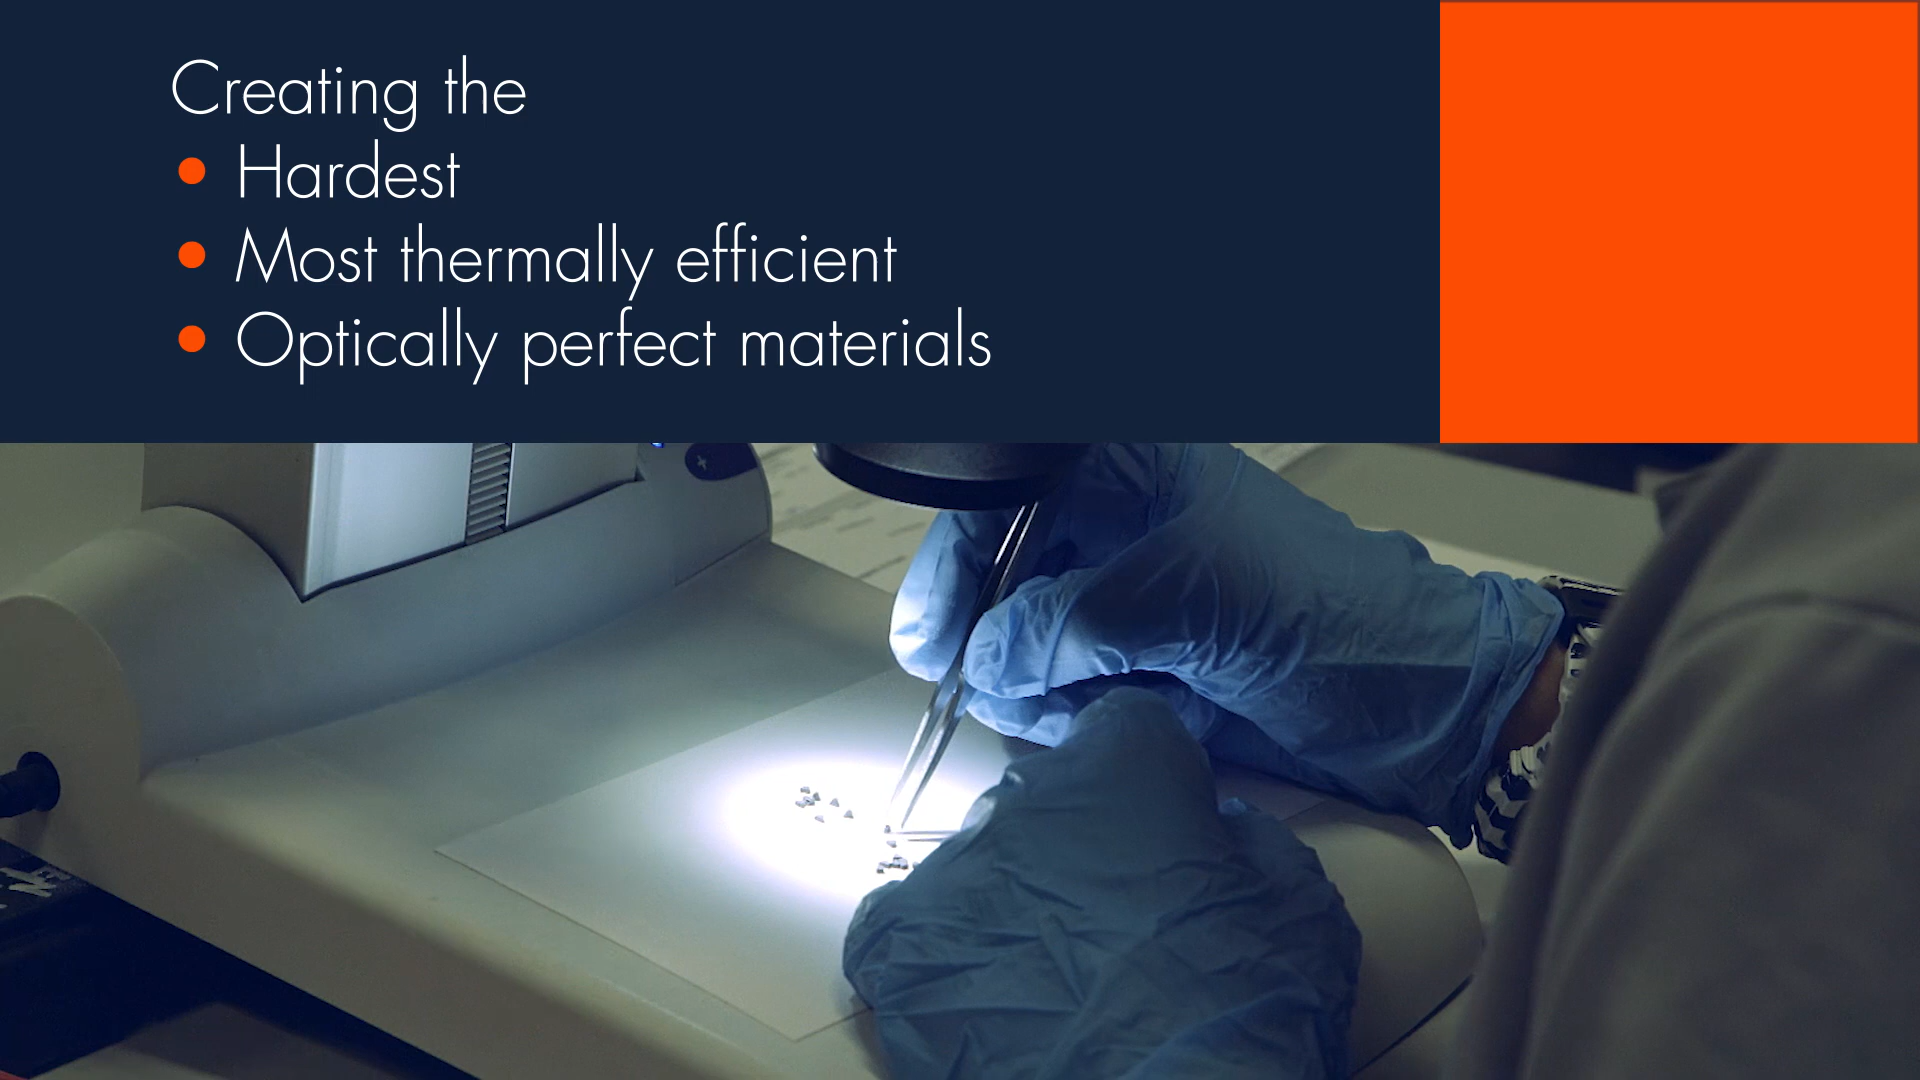 Creating the
• Hardest
• Most thermally efficient
• Optically perfect materials